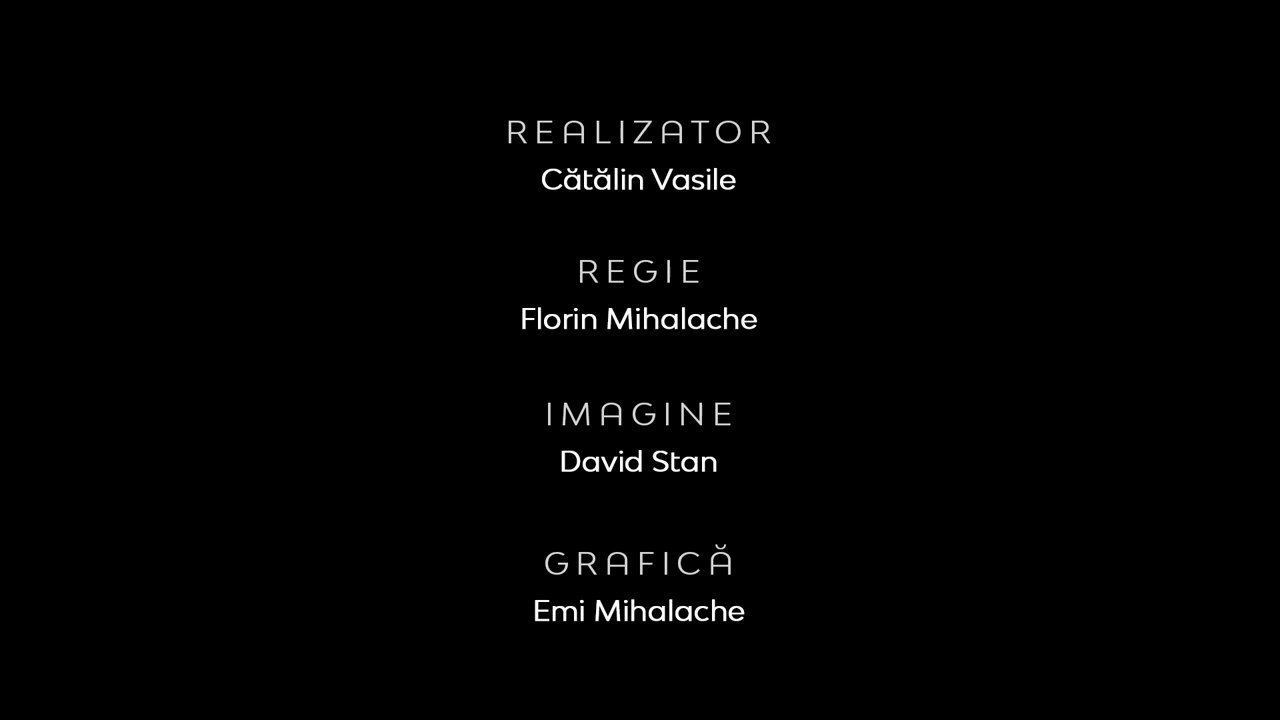 REALIZATOR
Cătălin Vasile
REGIE
Florin Mihalache
IMAGINE
David Stan
GRAFICĂ
Emi Mihalache